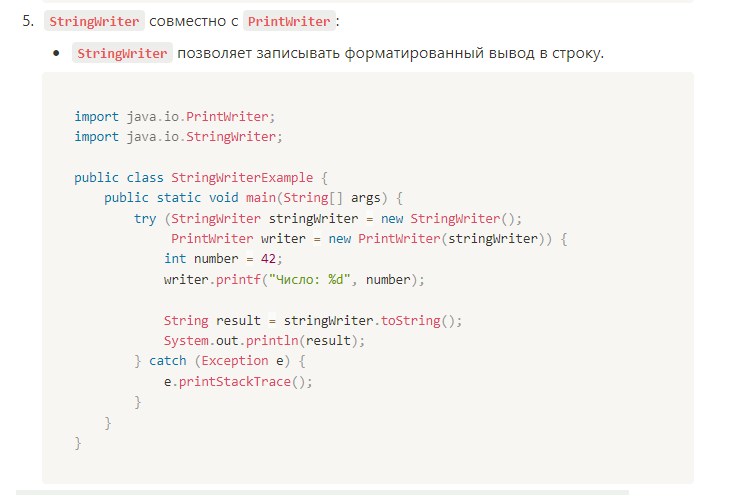 5. StringWriter совместно с PrintWriter :
• StringWriter позволяет записывать форматированный вывод в строку.
import java.io.PrintWriter;
import java.io.StringWriter;
public class StringWriterExample {
    public static void main(String[] args) {
        try (StringWriter stringWriter = new StringWriter();
             PrintWriter writer = new PrintWriter(stringWriter)) {
            int number = 42;
            writer.printf("Число: %d", number);
            String result = stringWriter.toString();
            System.out.println(result);
        } catch (Exception e) {
            e.printStackTrace();
        }
    }
}